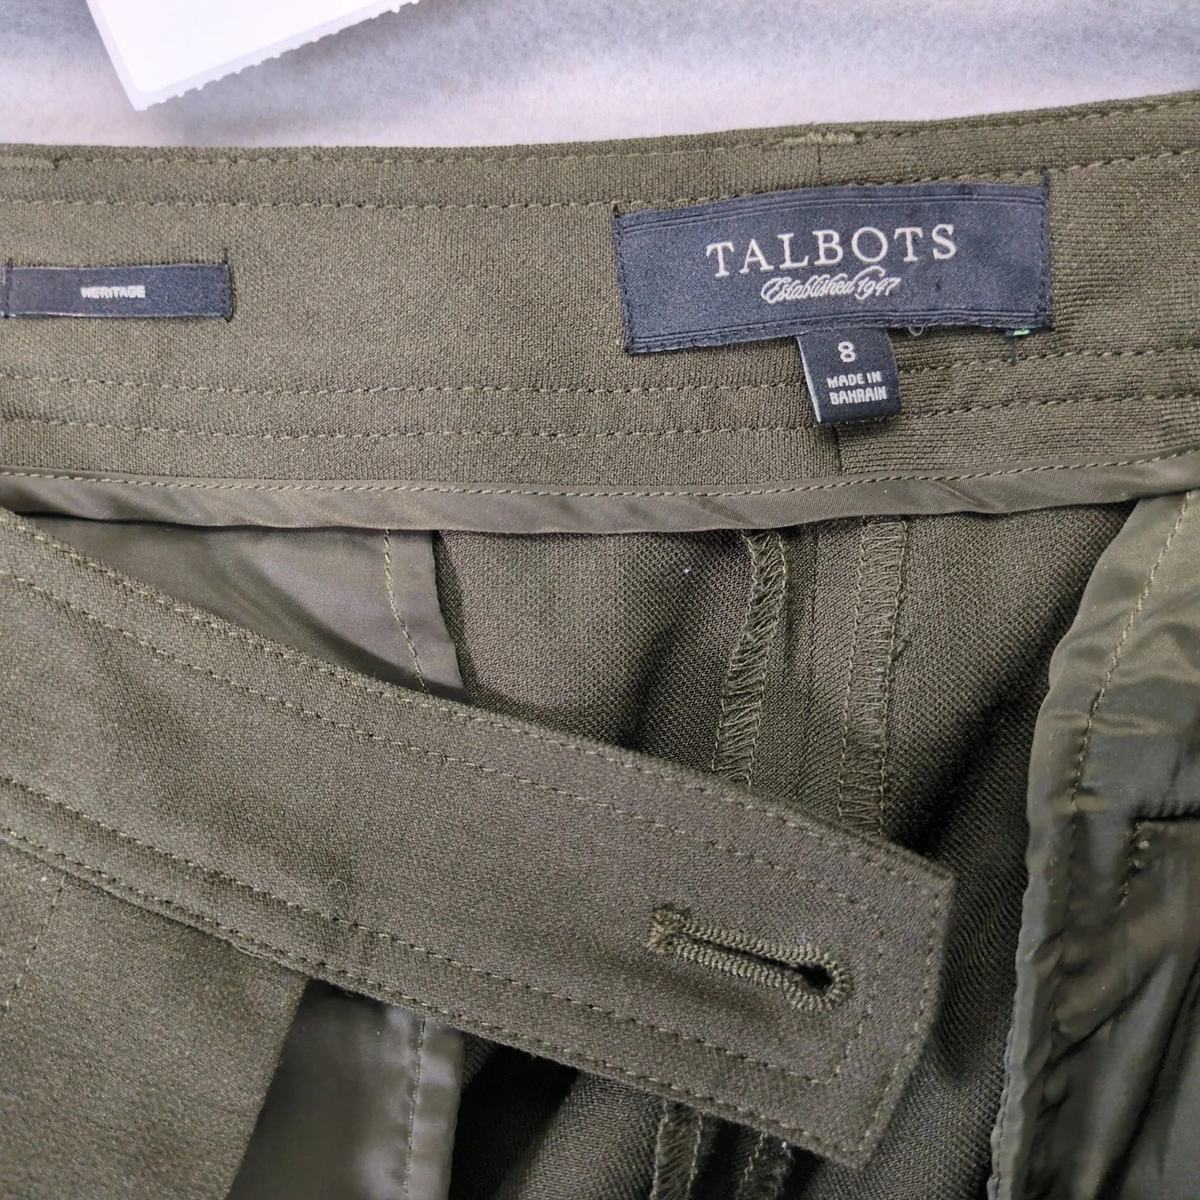 HERITAGE
TALBOTS
Established 1947
8
MADE IN
BAHRAIN